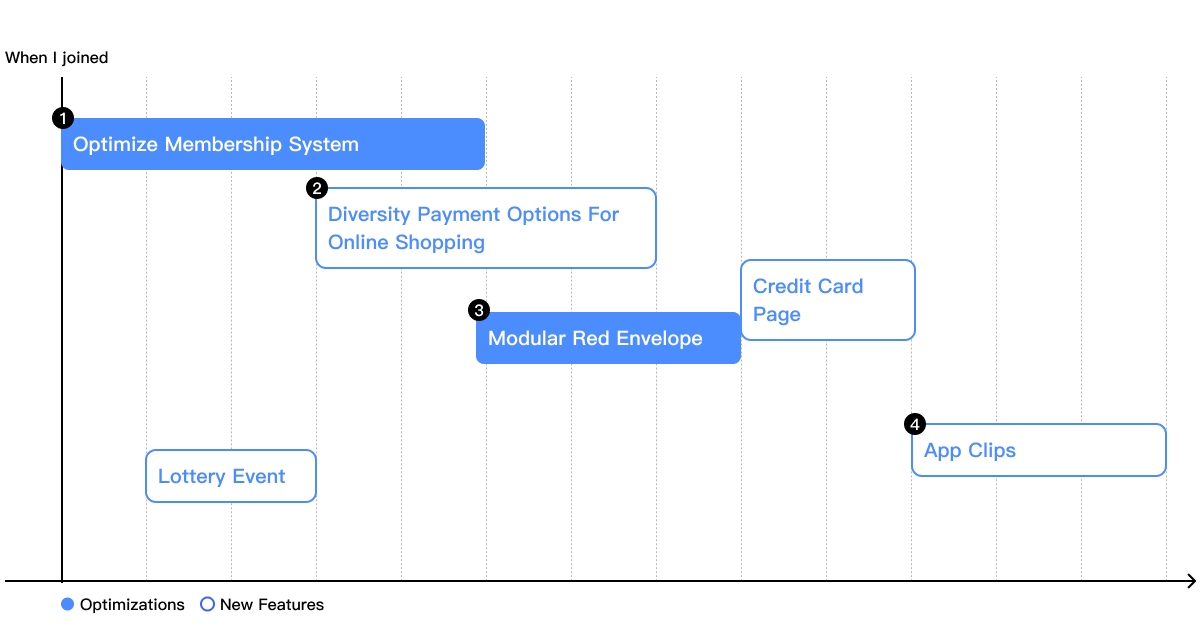 When I joined
1
Optimize Membership System
2
Diversity Payment Options For
Online Shopping
Credit Card
Page
3
Modular Red Envelope
4
App Clips
Lottery Event
Optimizations
New Features